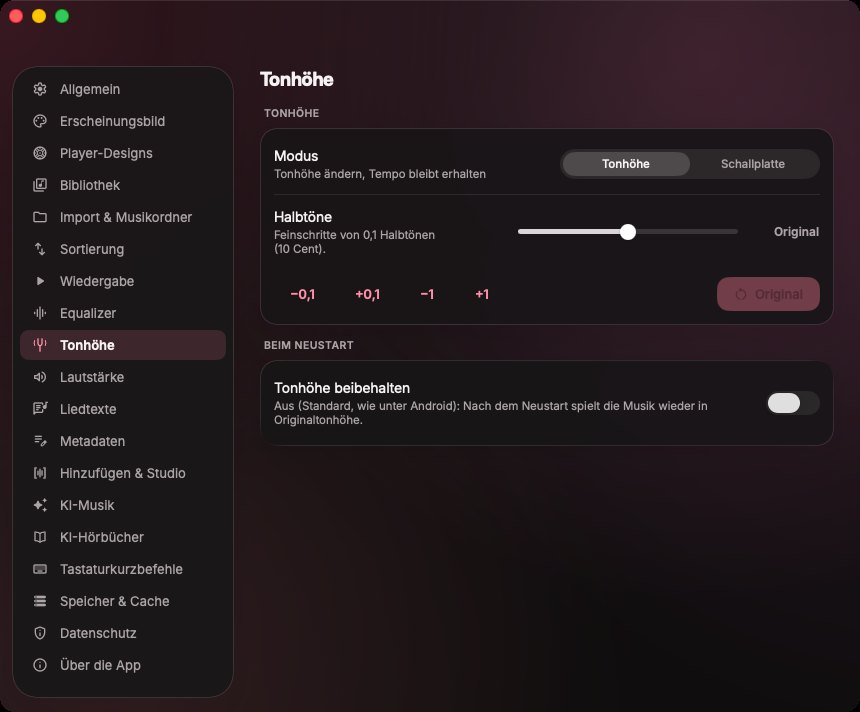 Allgemein
Erscheinungsbild
Player-Designs
Bibliothek
Import & Musikordner
Sortierung
Wiedergabe
Equalizer
Tonhöhe
Lautstärke
Liedtexte
Metadaten
Hinzufügen & Studio
KI-Musik
KI-Hörbücher
Tastaturkurzbefehle
Speicher & Cache
Datenschutz
Über die App
Tonhöhe
TONHÖHE
Modus
Tonhöhe ändern, Tempo bleibt erhalten
Tonhöhe Schallplatte
Halbtöne
Feinschritte von 0,1 Halbtönen
(10 Cent).
Original
−0,1 +0,1 −1 +1 Original
BEIM NEUSTART
Tonhöhe beibehalten
Aus (Standard, wie unter Android): Nach dem Neustart spielt die Musik wieder in
Originaltonhöhe.